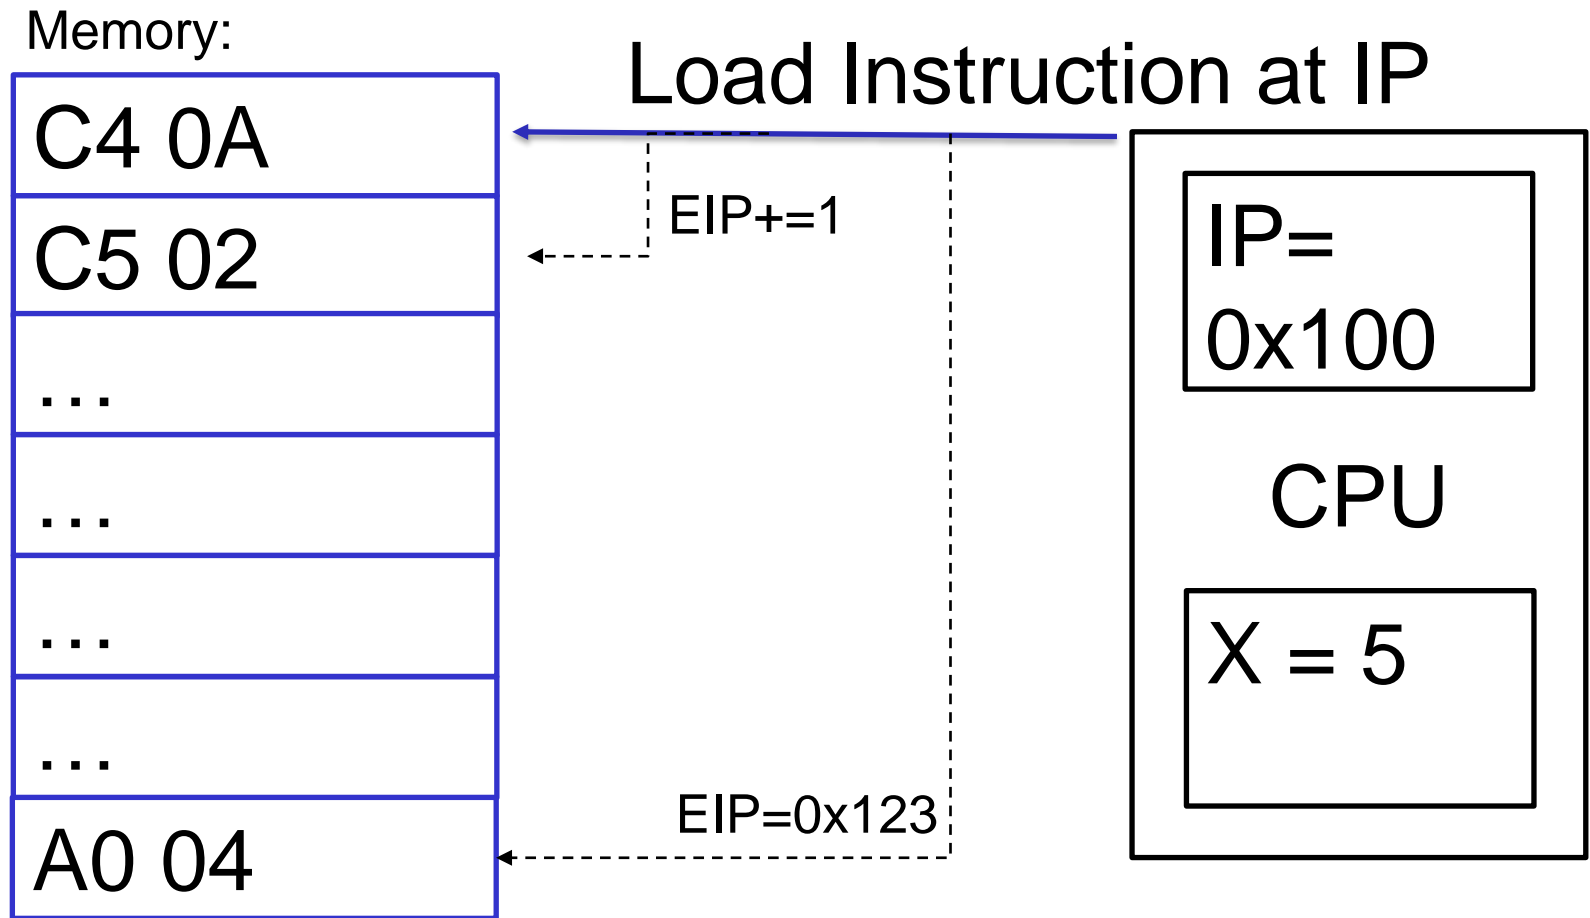 Memory:
Load Instruction at IP
C4 0A
C5 02
…
…
…
…
A0 04
EIP+=1
EIP=0x123
IP=
0x100
CPU
X = 5